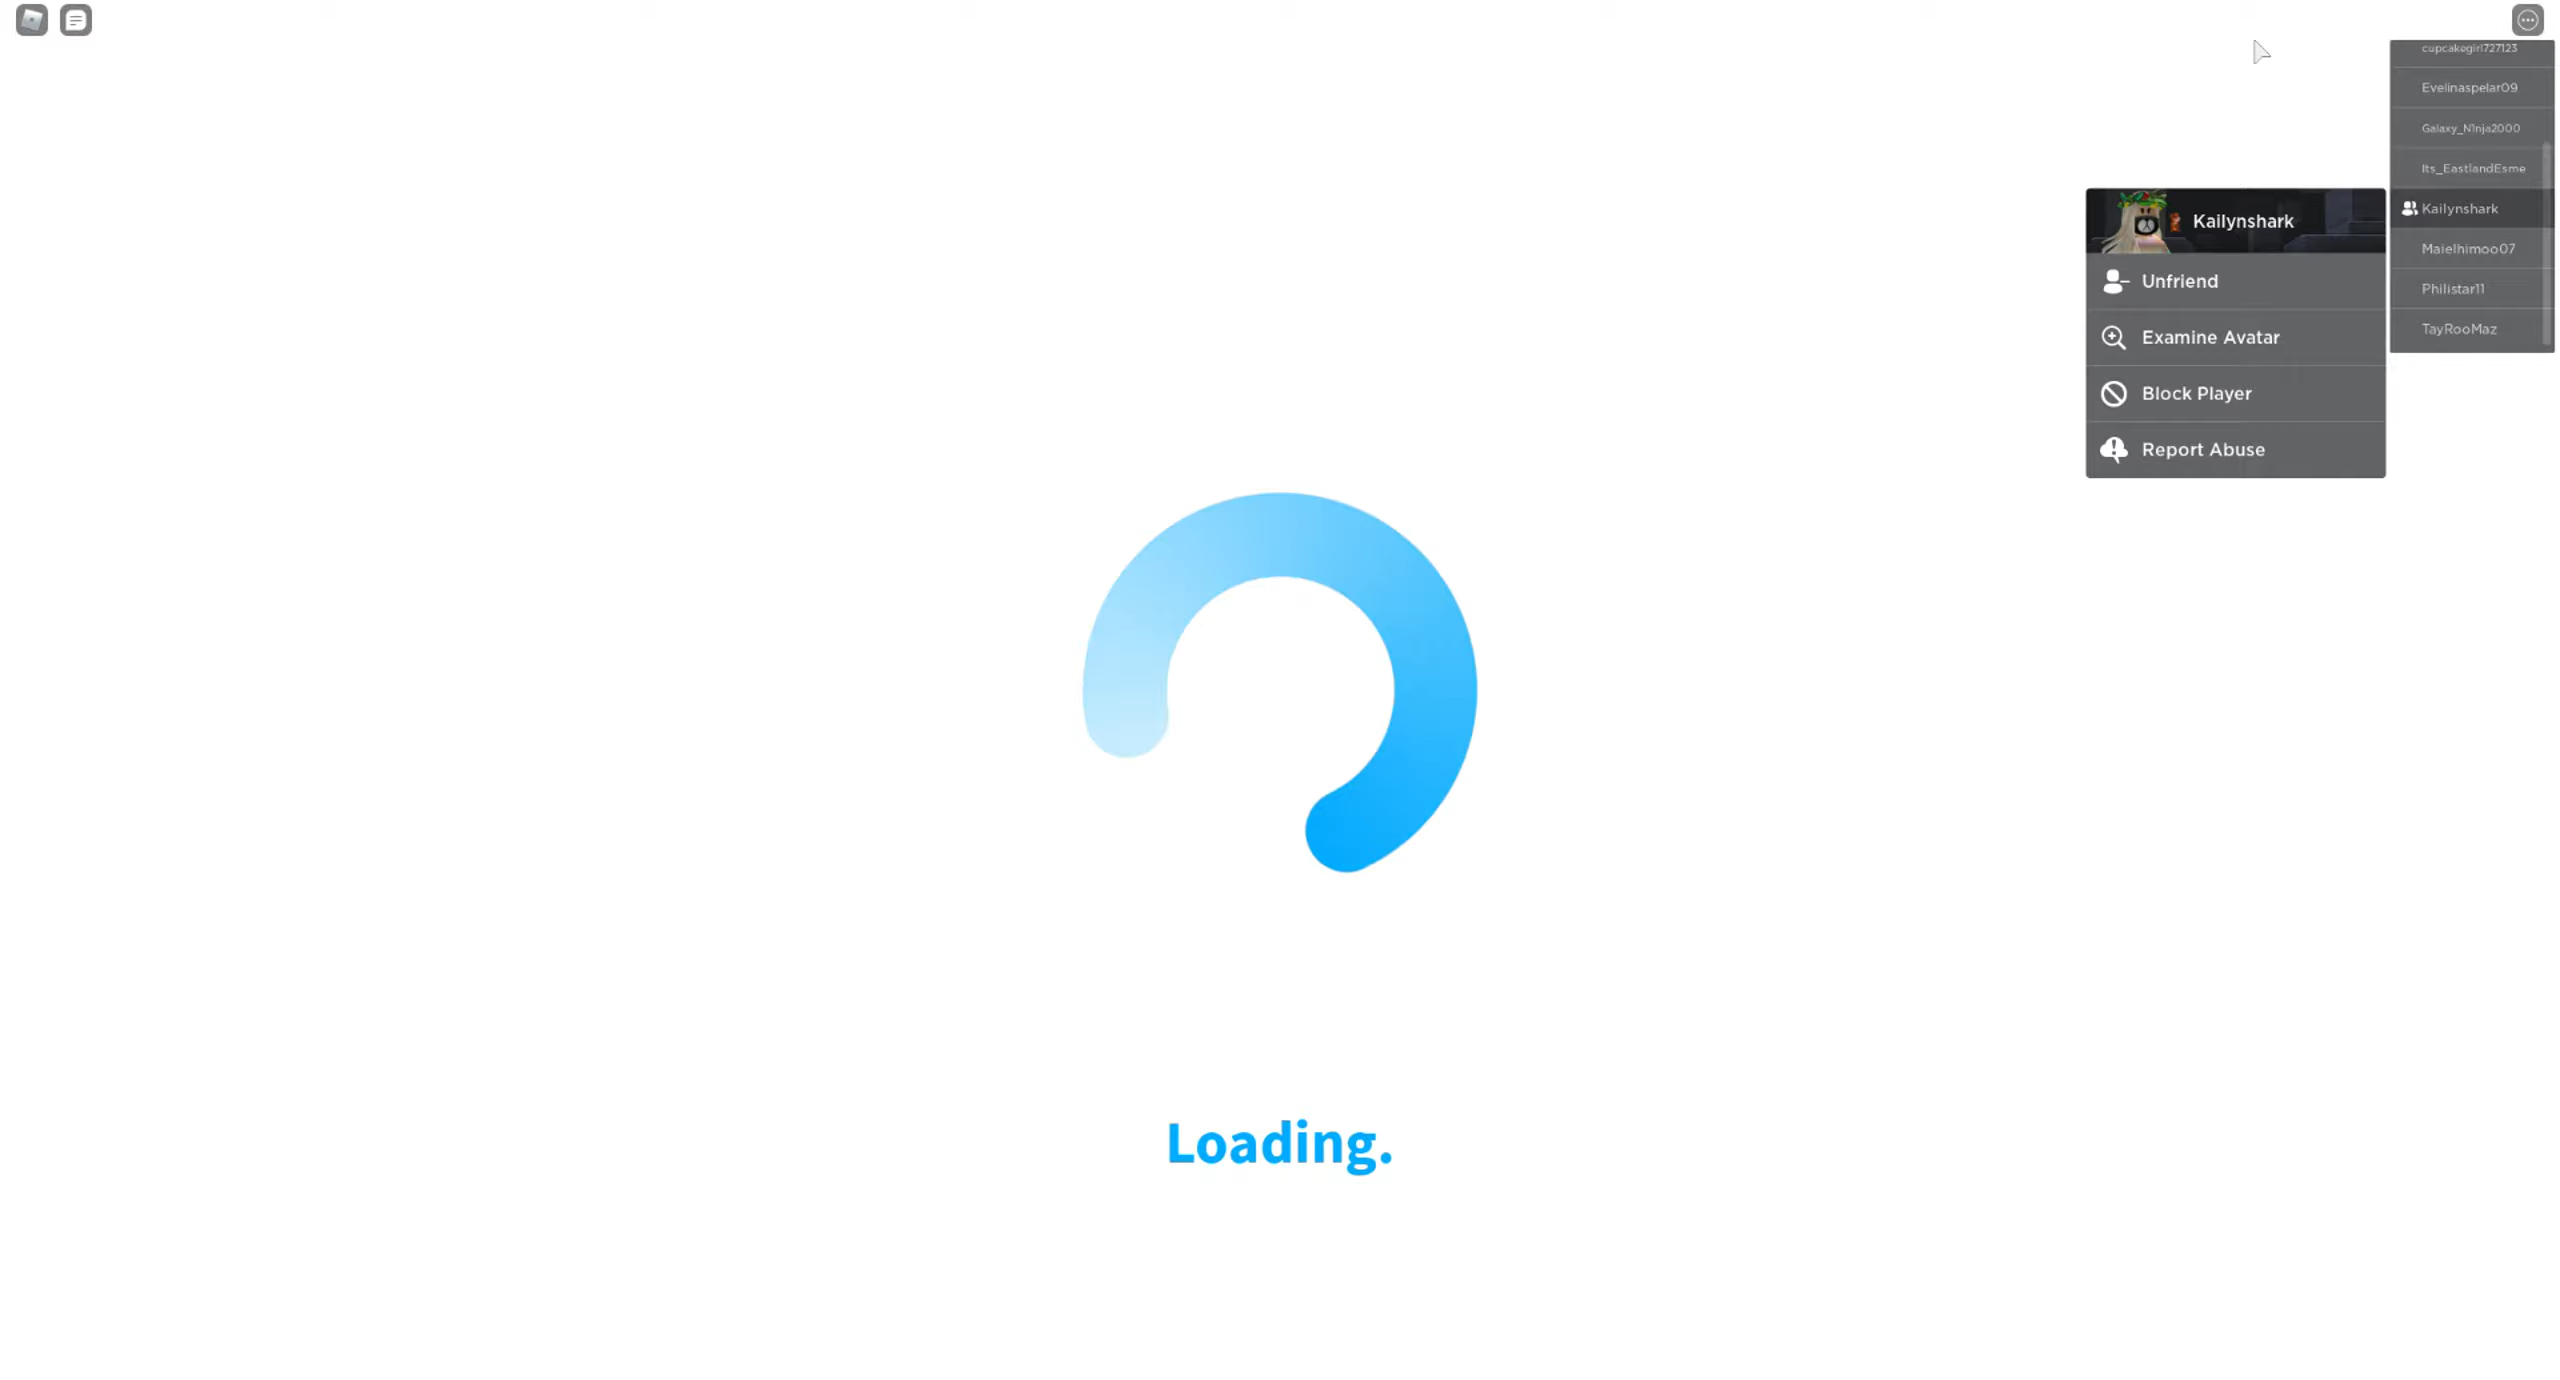 cupcakegirl727123
Evelinaspelar09
Galaxy_N1nja2000
Its_EastlandEsme
Kailynshark
Maielhimoo07
Philistar11
TayRooMaz
Kailynshark
Unfriend
Examine Avatar
Block Player
Report Abuse
Loading.